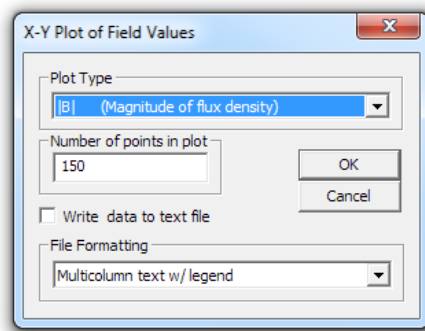 X-Y Plot of Field Values
Plot Type
|B| (Magnitude of flux density)
Number of points in plot
150
OK
Cancel
Write data to text file
File Formatting
Multicolumn text w/ legend